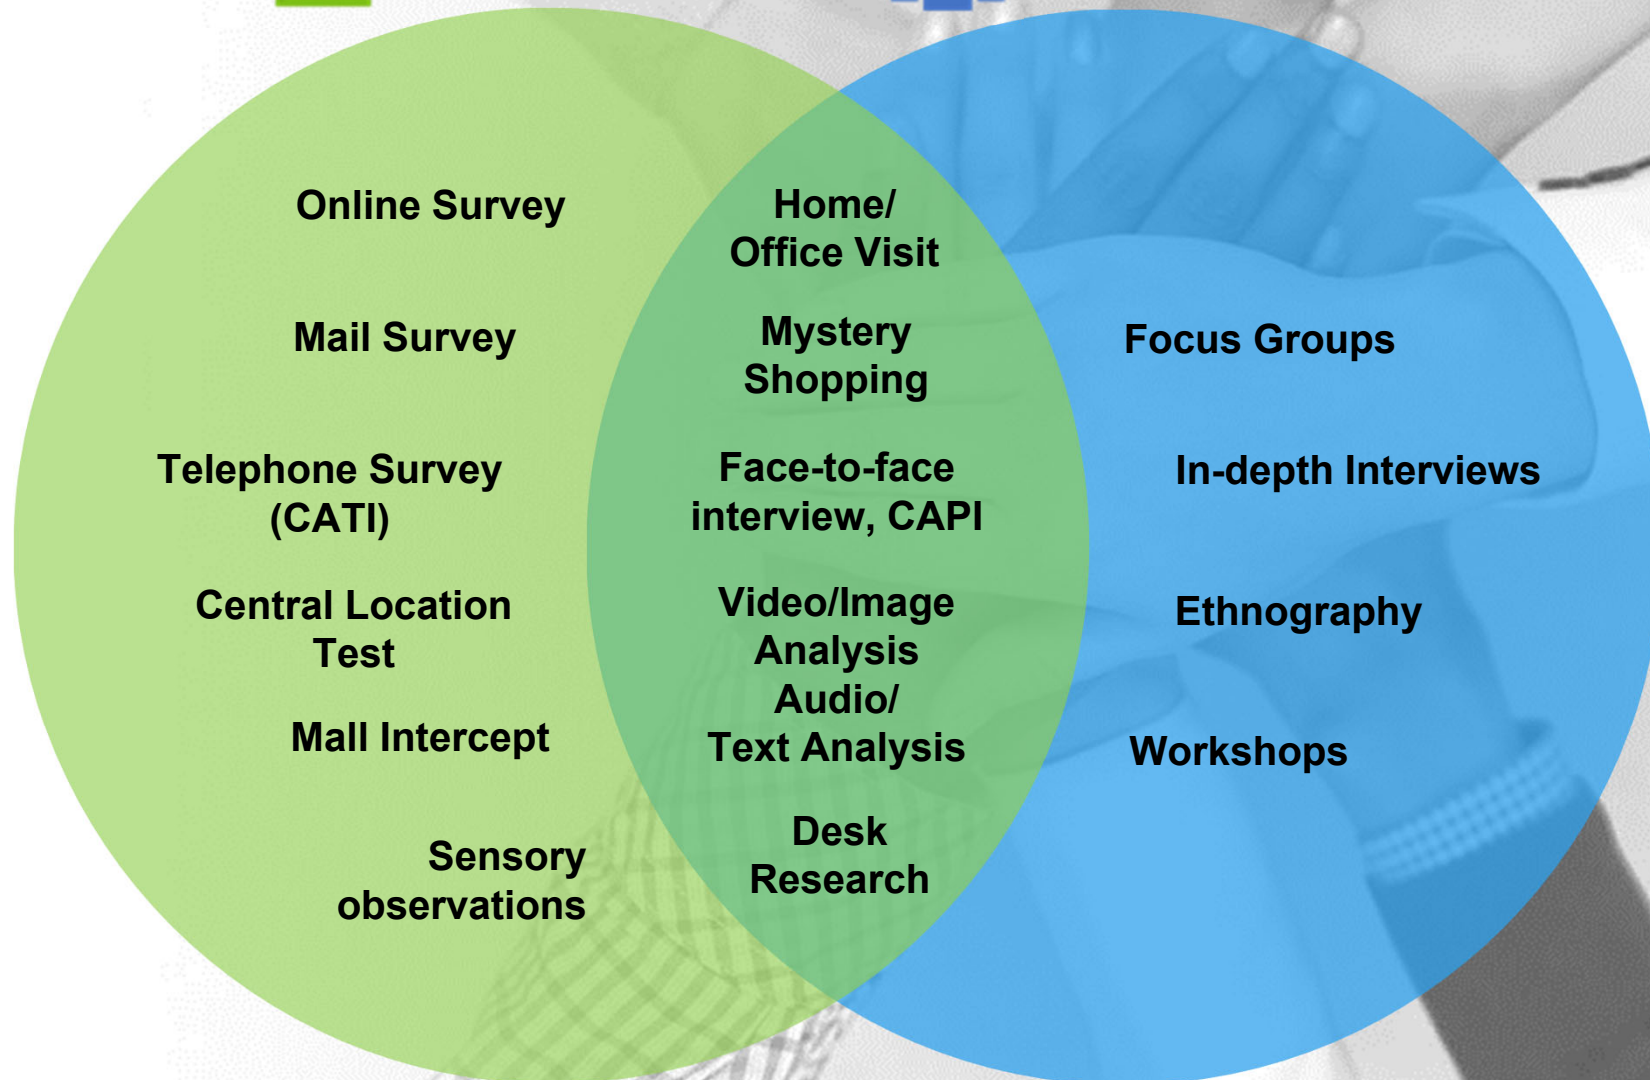 Online Survey
Mail Survey
Telephone Survey
(CATI)
Central Location
Test
Mall Intercept
Sensory
observations
Home/
Office Visit
Mystery
Shopping
Face-to-face
interview, CAPI
Video/Image
Analysis
Audio/
Text Analysis
Desk
Research
Focus Groups
In-depth Interviews
Ethnography
Workshops